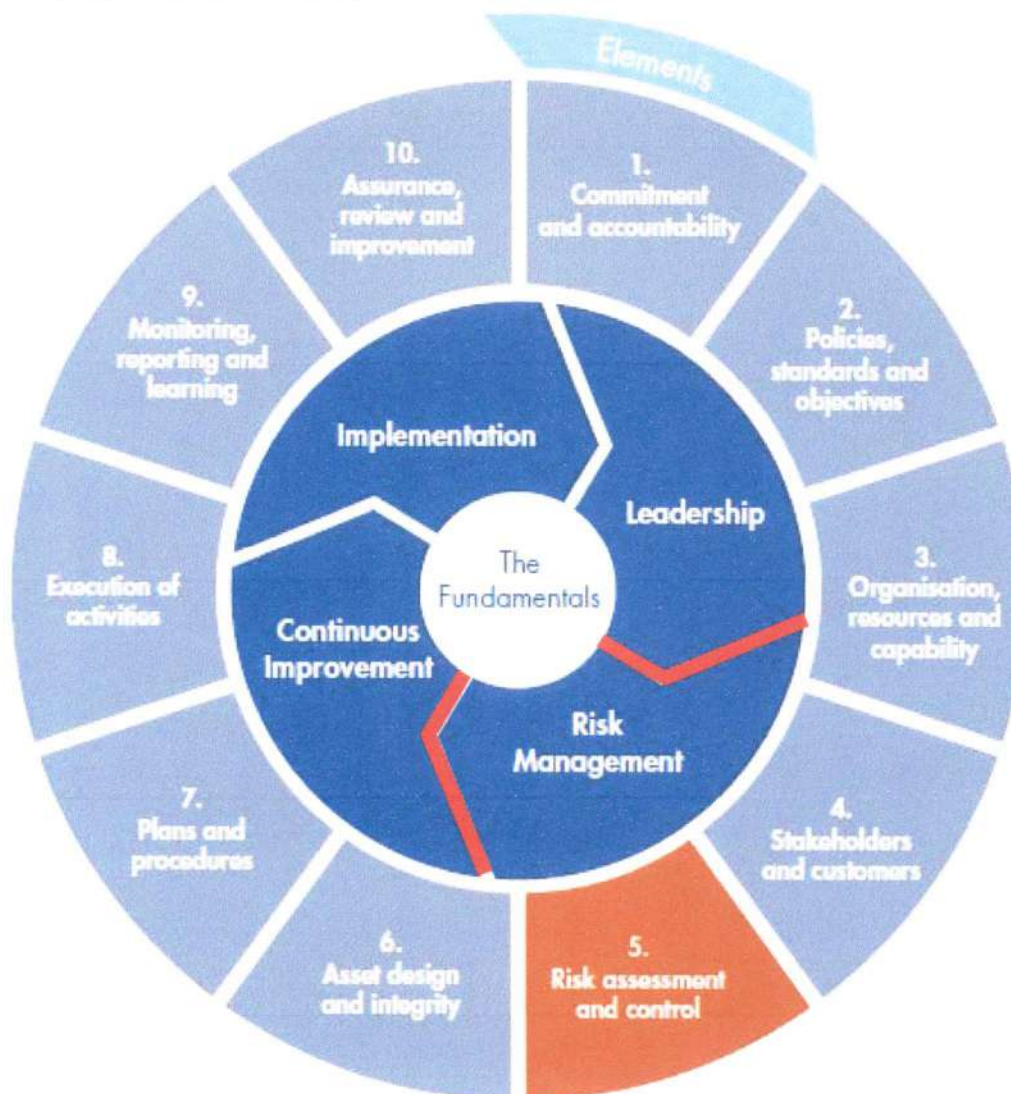 Elements
1.
Commitment
and accountability
2.
Policies,
standards and
objectives
3.
Organisation,
resources and
capability
4.
Stakeholders
and customers
5.
Risk assessment
and control
6.
Asset design
and integrity
7.
Plans and
procedures
8.
Execution of
activities
9.
Monitoring,
reporting and
learning
10.
Assurance,
review and
improvement
Implementation
Leadership
Risk
Management
Continuous
Improvement
The
Fundamentals